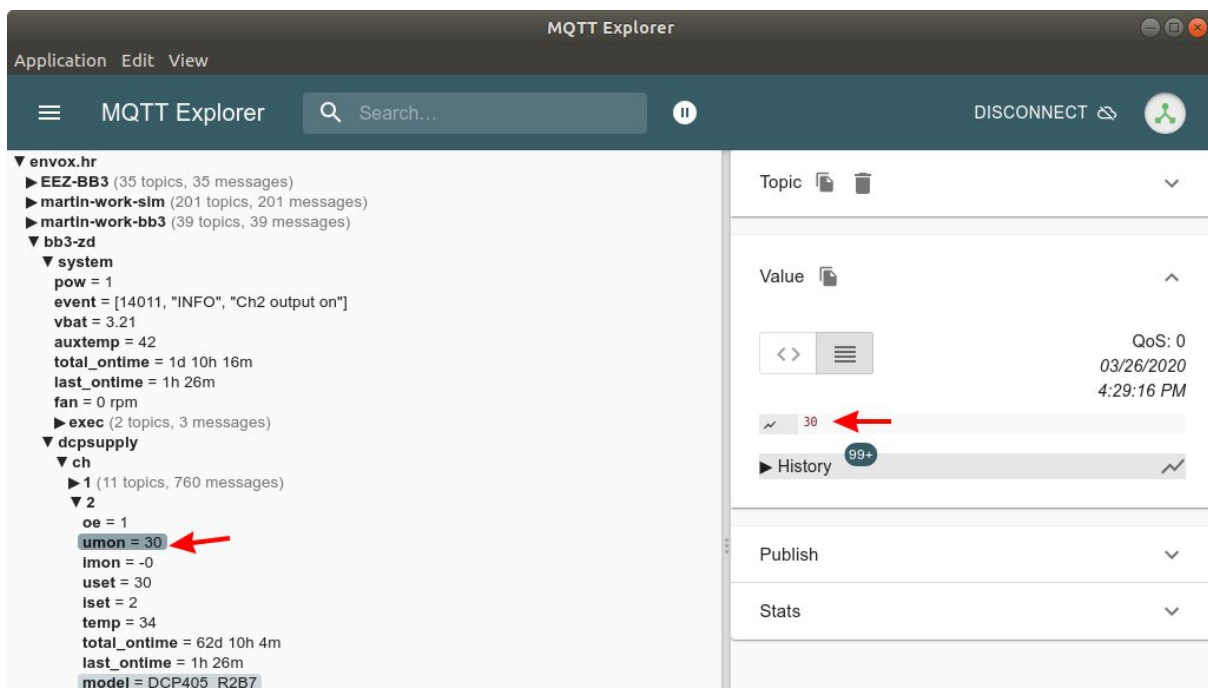 MQTT Explorer
Application Edit View
MQTT Explorer
Search...
DISCONNECT
▼ envox.hr
▶ EEZ-BB3 (35 topics, 35 messages)
▶ martin-work-sim (201 topics, 201 messages)
▶ martin-work-bb3 (39 topics, 39 messages)
▼ bb3-zd
▼ system
pow = 1
event = [14011, "INFO", "Ch2 output on"]
vbat = 3.21
auxtemp = 42
total_ontime = 1d 10h 16m
last_ontime = 1h 26m
fan = 0 rpm
▶ exec (2 topics, 3 messages)
▼ dcpsupply
▼ ch
▶ 1 (11 topics, 760 messages)
▼ 2
oe = 1
umon = 30
imon = -0
uset = 30
iset = 2
temp = 34
total_ontime = 62d 10h 4m
last_ontime = 1h 26m
model = DCP405_R2B7
Topic
Value
QoS: 0
03/26/2020
4:29:16 PM
30
▶ History 99+
Publish
Stats